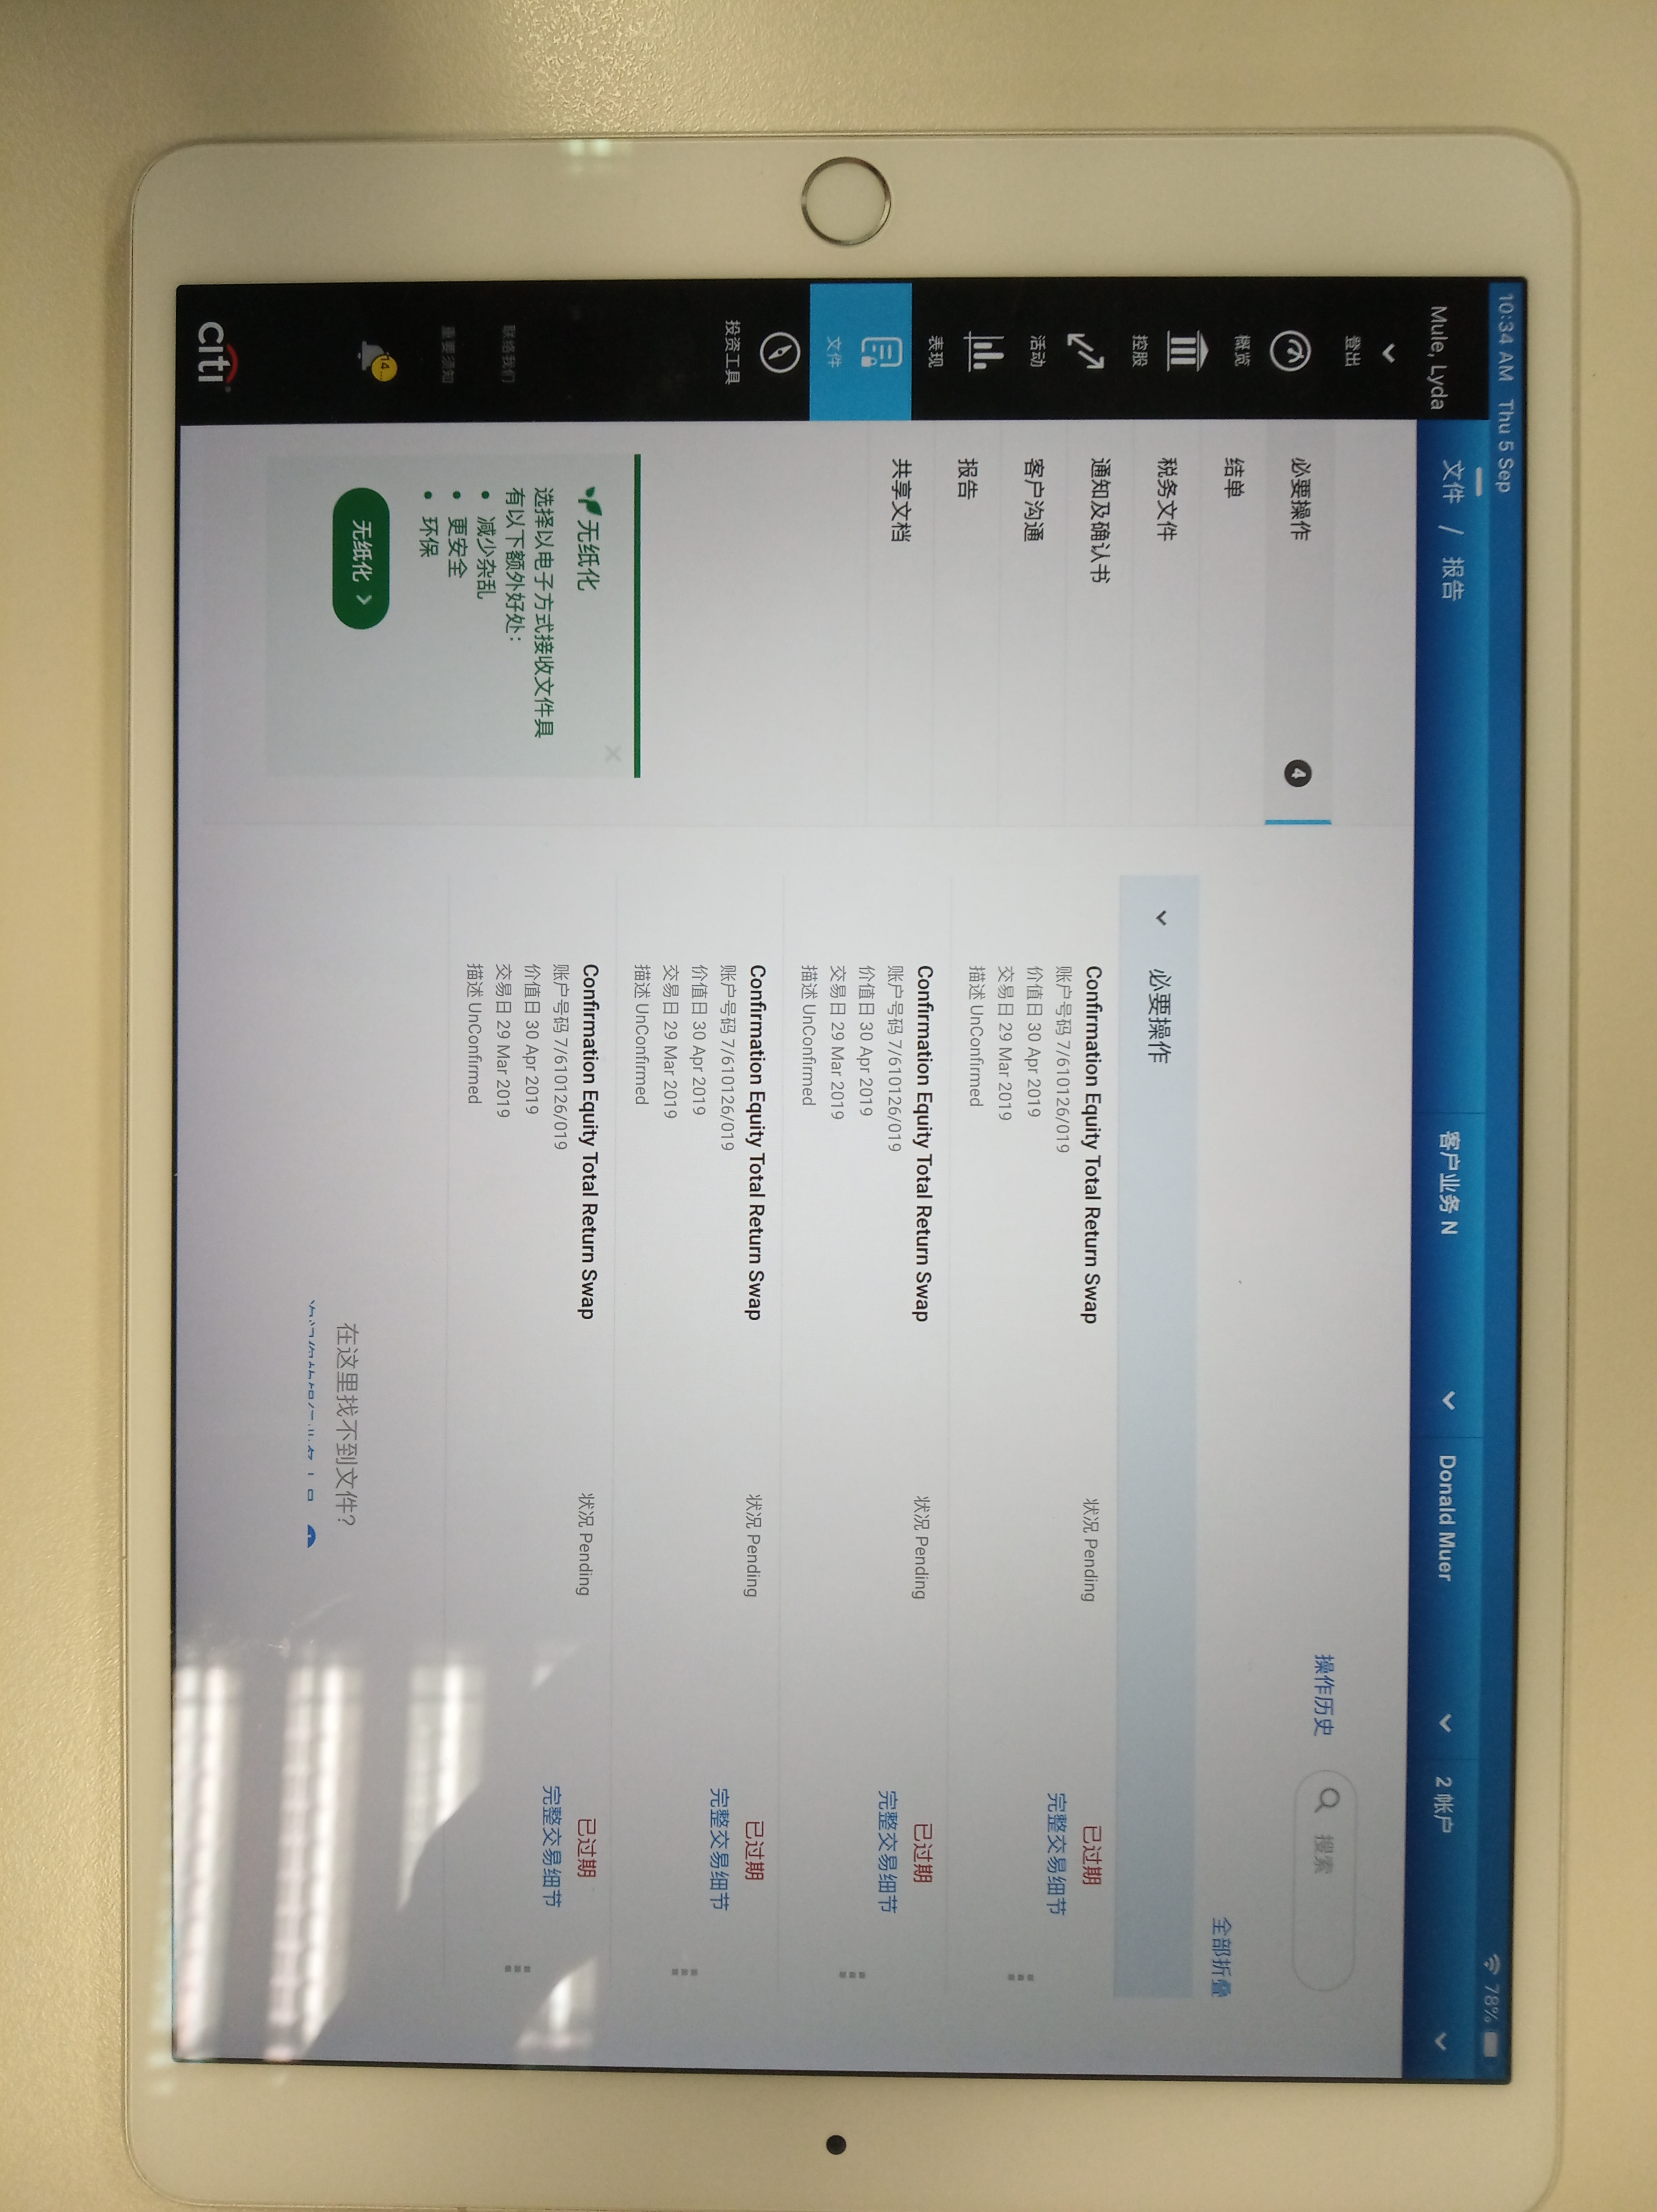 10:34 AM Thu 5 Sep
78%
Mule, Lyda
文件 / 报告
客户业务 N
Donald Muer
2 帐户
登出
概览
控股
活动
表现
文件
投资工具
联络我们
重要须知
14...
citi
必要操作
4
结单
税务文件
通知及确认书
客户沟通
报告
共享文档
无纸化
选择以电子方式接收文件具
有以下额外好处：
• 减少杂乱
• 更安全
• 环保
无纸化
操作历史
搜索
全部折叠
必要操作
Confirmation Equity Total Return Swap
账户号码 7/610126/019
价值日 30 Apr 2019
交易日 29 Mar 2019
描述 UnConfirmed
状况 Pending
已过期
完整交易细节
Confirmation Equity Total Return Swap
账户号码 7/610126/019
价值日 30 Apr 2019
交易日 29 Mar 2019
描述 UnConfirmed
状况 Pending
已过期
完整交易细节
Confirmation Equity Total Return Swap
账户号码 7/610126/019
价值日 30 Apr 2019
交易日 29 Mar 2019
描述 UnConfirmed
状况 Pending
已过期
完整交易细节
Confirmation Equity Total Return Swap
账户号码 7/610126/019
价值日 30 Apr 2019
交易日 29 Mar 2019
描述 UnConfirmed
状况 Pending
已过期
完整交易细节
在这里找不到文件?